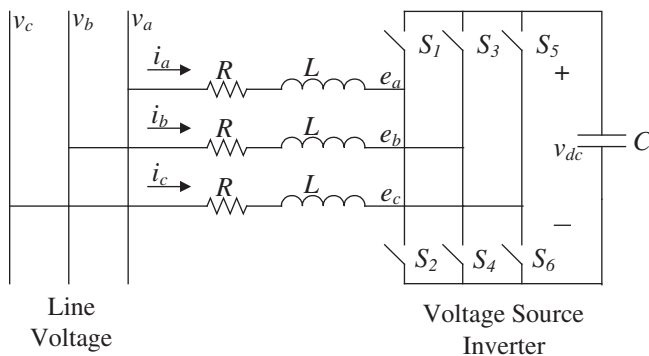 v_c v_b v_a
S_1 S_3 S_5
i_a R L e_a
+
i_b R L e_b
v_dc C
i_c R L e_c
−
S_2 S_4 S_6
Line
Voltage
Voltage Source
Inverter